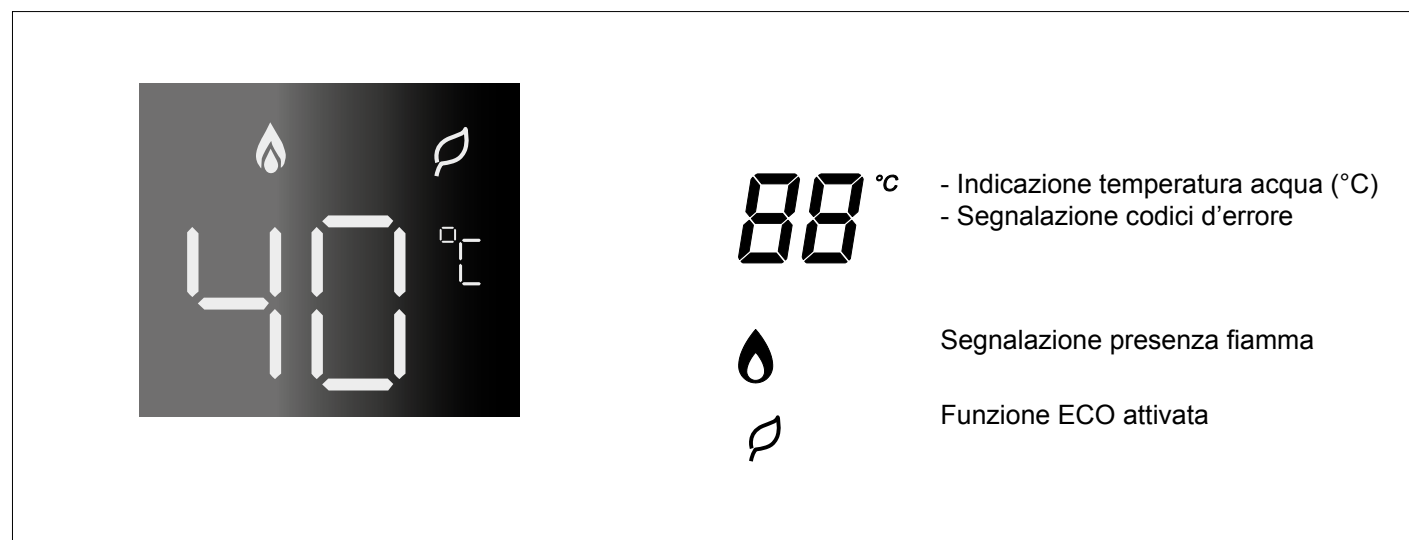 40 °C
88 °C
- Indicazione temperatura acqua (°C)
- Segnalazione codici d’errore
Segnalazione presenza fiamma
Funzione ECO attivata